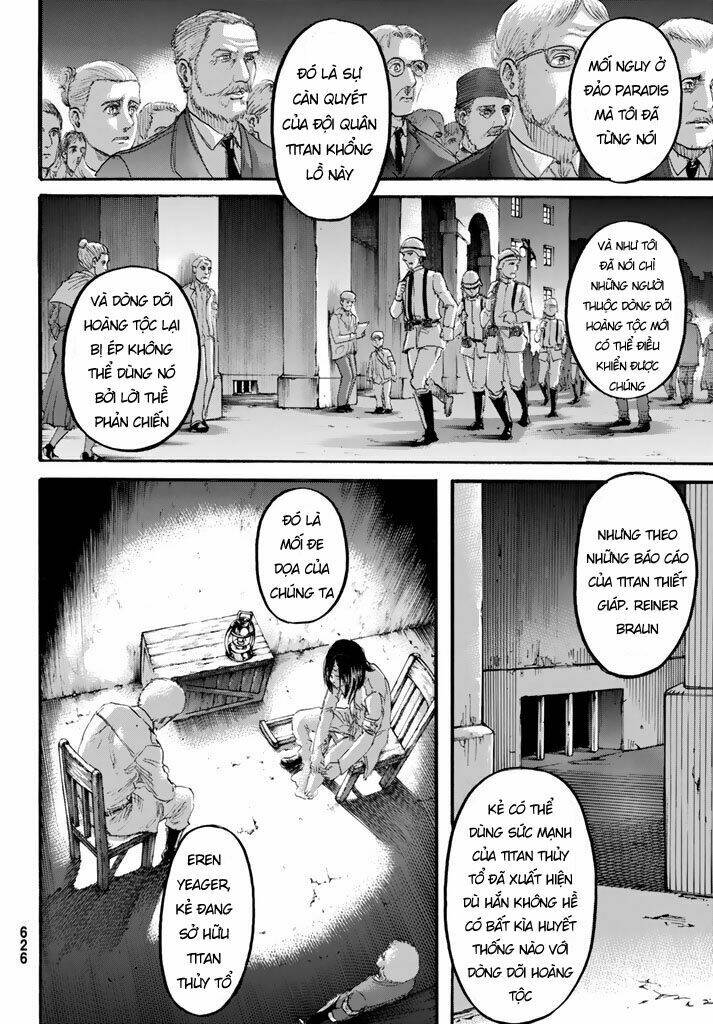 MỐI NGUY Ở
ĐẢO PARADIS
MÀ TÔI ĐÃ
TỪNG NÓI
ĐÓ LÀ SỰ
CÀN QUYẾT
CỦA ĐỘI QUÂN
TITAN KHỔNG
LỒ NÀY
VÀ NHƯ TÔI
ĐÃ NÓI CHỈ
NHỮNG NGƯỜI
THUỘC DÒNG DÕI
HOÀNG TỘC MỚI
CÓ THỂ ĐIỀU
KHIỂN ĐƯỢC
CHÚNG
VÀ DÒNG DÕI
HOÀNG TỘC LẠI
BỊ ÉP KHÔNG
THỂ DÙNG NÓ
BỞI LỜI THỀ
PHẢN CHIẾN
NHƯNG THEO
NHỮNG BÁO CÁO
CỦA TITAN THIẾT
GIÁP. REINER
BRAUN
KẺ CÓ THỂ
DÙNG SỨC MẠNH
CỦA TITAN THỦY
TỔ ĐÃ XUẤT HIỆN
DÙ HẮN KHÔNG HỀ
CÓ BẤT KÌA HUYẾT
THỐNG NÀO VỚI
DÒNG DÕI HOÀNG
TỘC
ĐÓ LÀ
MỐI ĐE
DỌA CỦA
CHÚNG TA
EREN
YEAGER,
KẺ ĐANG
SỞ HỮU
TITAN
THỦY TỔ
626